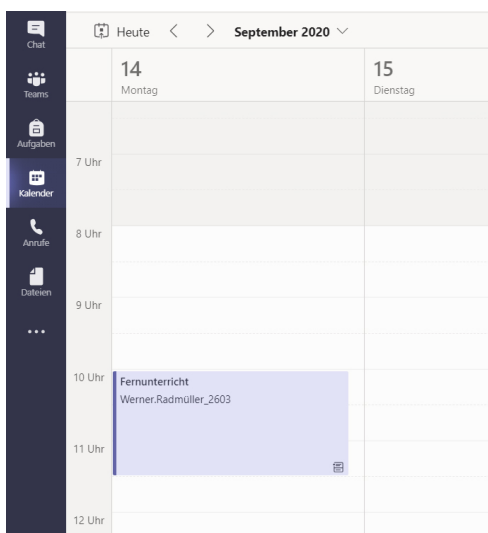 Chat
Teams
Aufgaben
Kalender
Anrufe
Dateien
Heute
September 2020
14
Montag
15
Dienstag
7 Uhr
8 Uhr
9 Uhr
10 Uhr
Fernunterricht
Werner.Radmüller_2603
11 Uhr
12 Uhr